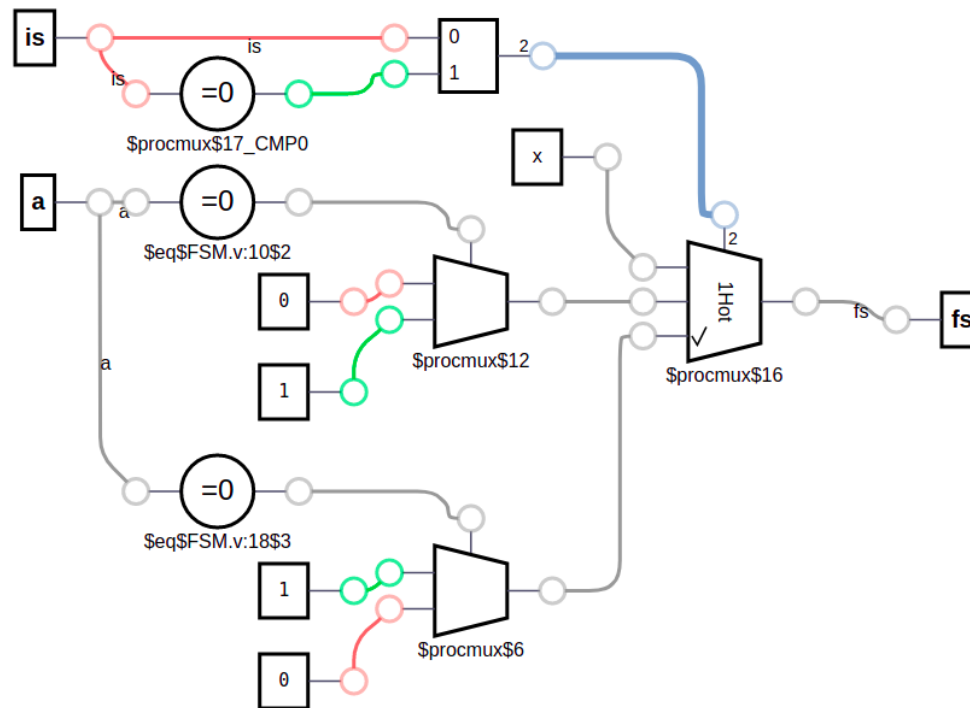 is
is
is
=0
$procmux$17_CMP0
0
1
2
x
a
a
=0
$eq$FSM.v:10$2
0
1
$procmux$12
2
1Hot
✓
$procmux$16
fs
fs
a
=0
$eq$FSM.v:18$3
1
0
$procmux$6